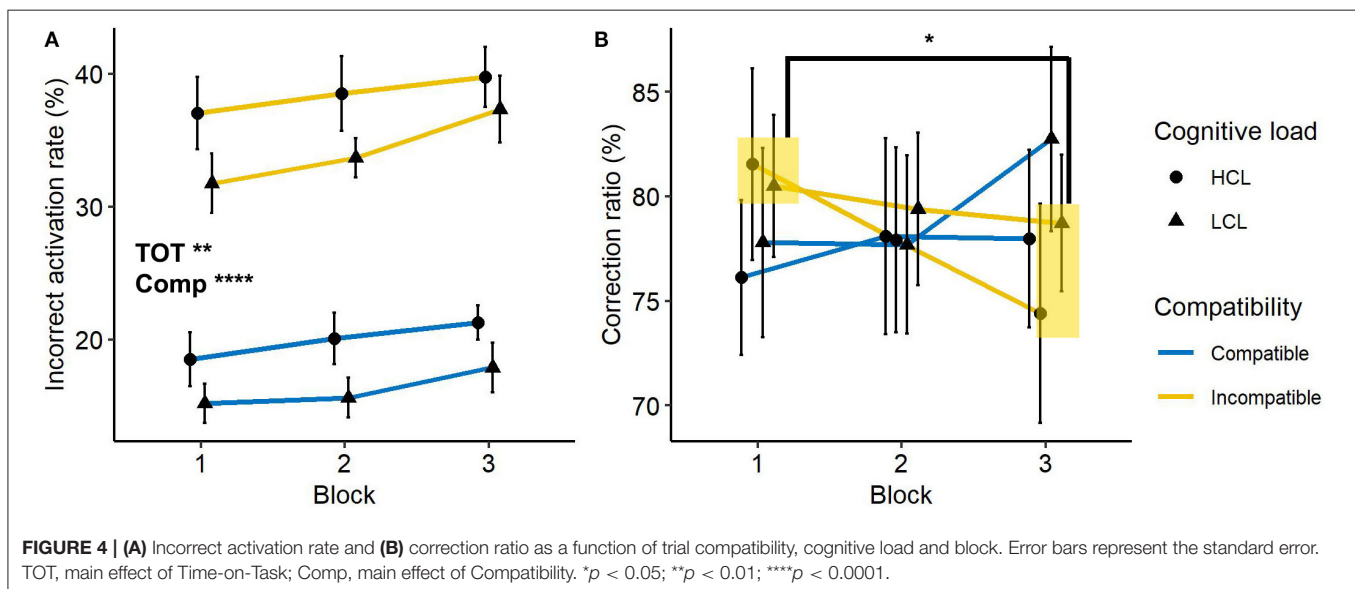 A
Incorrect activation rate (%)
40
30
20
TOT **
Comp ****
1 2 3
Block
B
*
Correction ratio (%)
85
80
75
70
1 2 3
Block
Cognitive load
HCL
LCL
Compatibility
Compatible
Incompatible
FIGURE 4 | (A) Incorrect activation rate and (B) correction ratio as a function of trial compatibility, cognitive load and block. Error bars represent the standard error.
TOT, main effect of Time-on-Task; Comp, main effect of Compatibility. *p < 0.05; **p < 0.01; ****p < 0.0001.